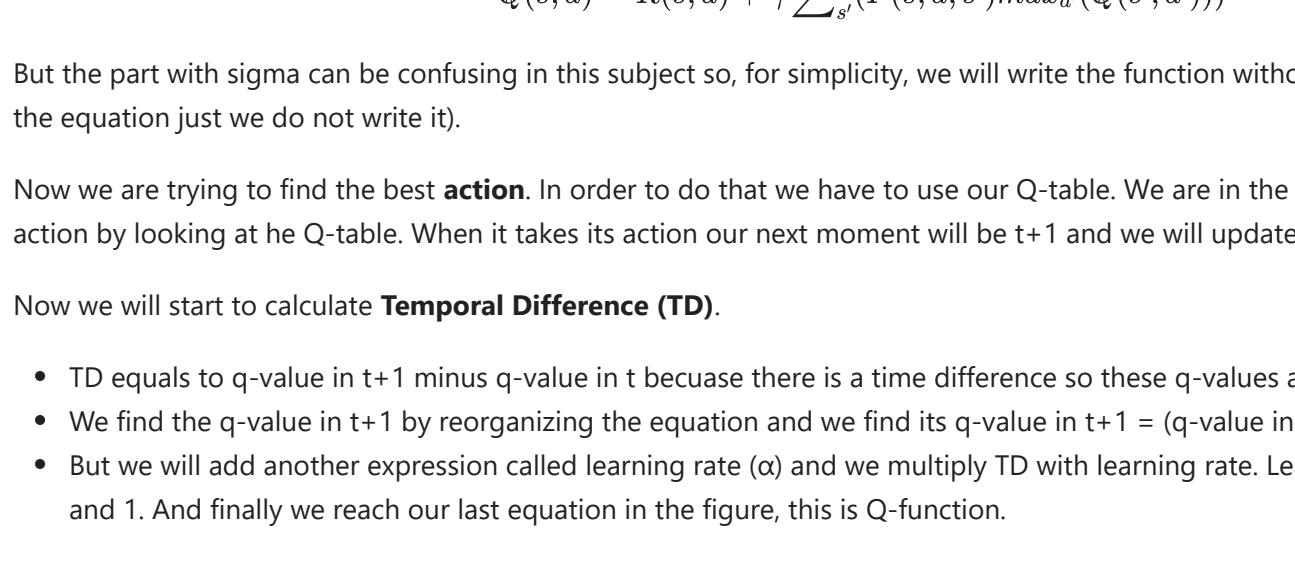 But the part with sigma can be confusing in this subject so, for simplicity, we will write the function
the equation just we do not write it).
Now we are trying to find the best action. In order to do that we have to use our Q-table. We are in the
action by looking at he Q-table. When it takes its action our next moment will be t+1 and we will update
Now we will start to calculate Temporal Difference (TD).
• TD equals to q-value in t+1 minus q-value in t becuase there is a time difference so these q-values
• We find the q-value in t+1 by reorganizing the equation and we find its q-value in t+1 = (q-value in
• But we will add another expression called learning rate (α) and we multiply TD with learning rate.
and 1. And finally we reach our last equation in the figure, this is Q-function.